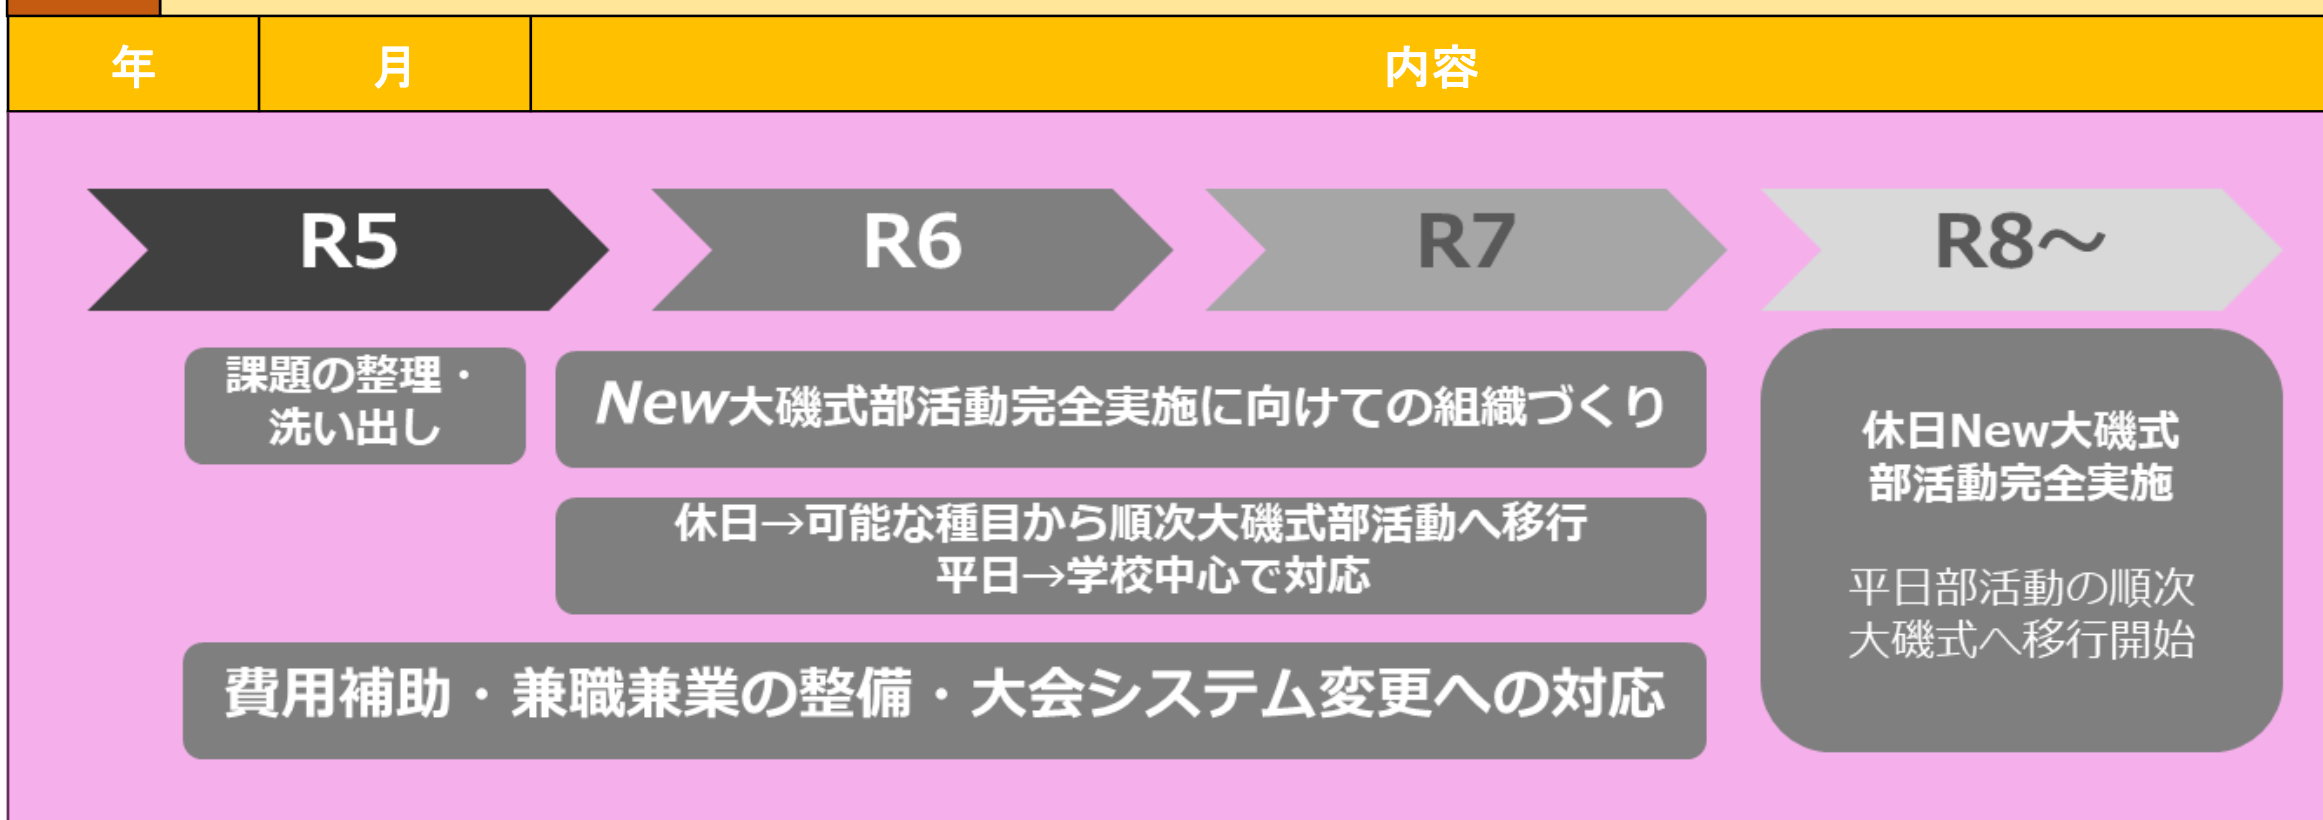 年 月 内容
R5 R6 R7 R8～
課題の整理・
洗い出し
New大磯式部活動完全実施に向けての組織づくり
休日→可能な種目から順次大磯式部活動へ移行
平日→学校中心で対応
費用補助・兼職兼業の整備・大会システム変更への対応
休日New大磯式
部活動完全実施
平日部活動の順次
大磯式へ移行開始